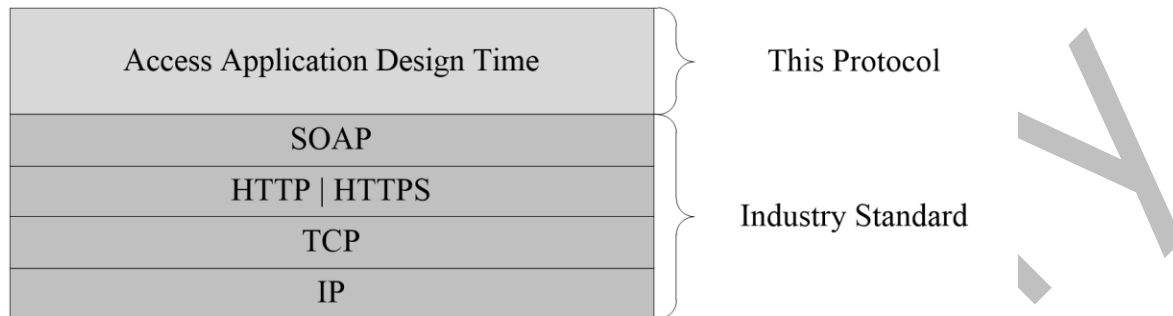 Access Application Design Time
This Protocol
SOAP
HTTP | HTTPS
TCP
IP
Industry Standard